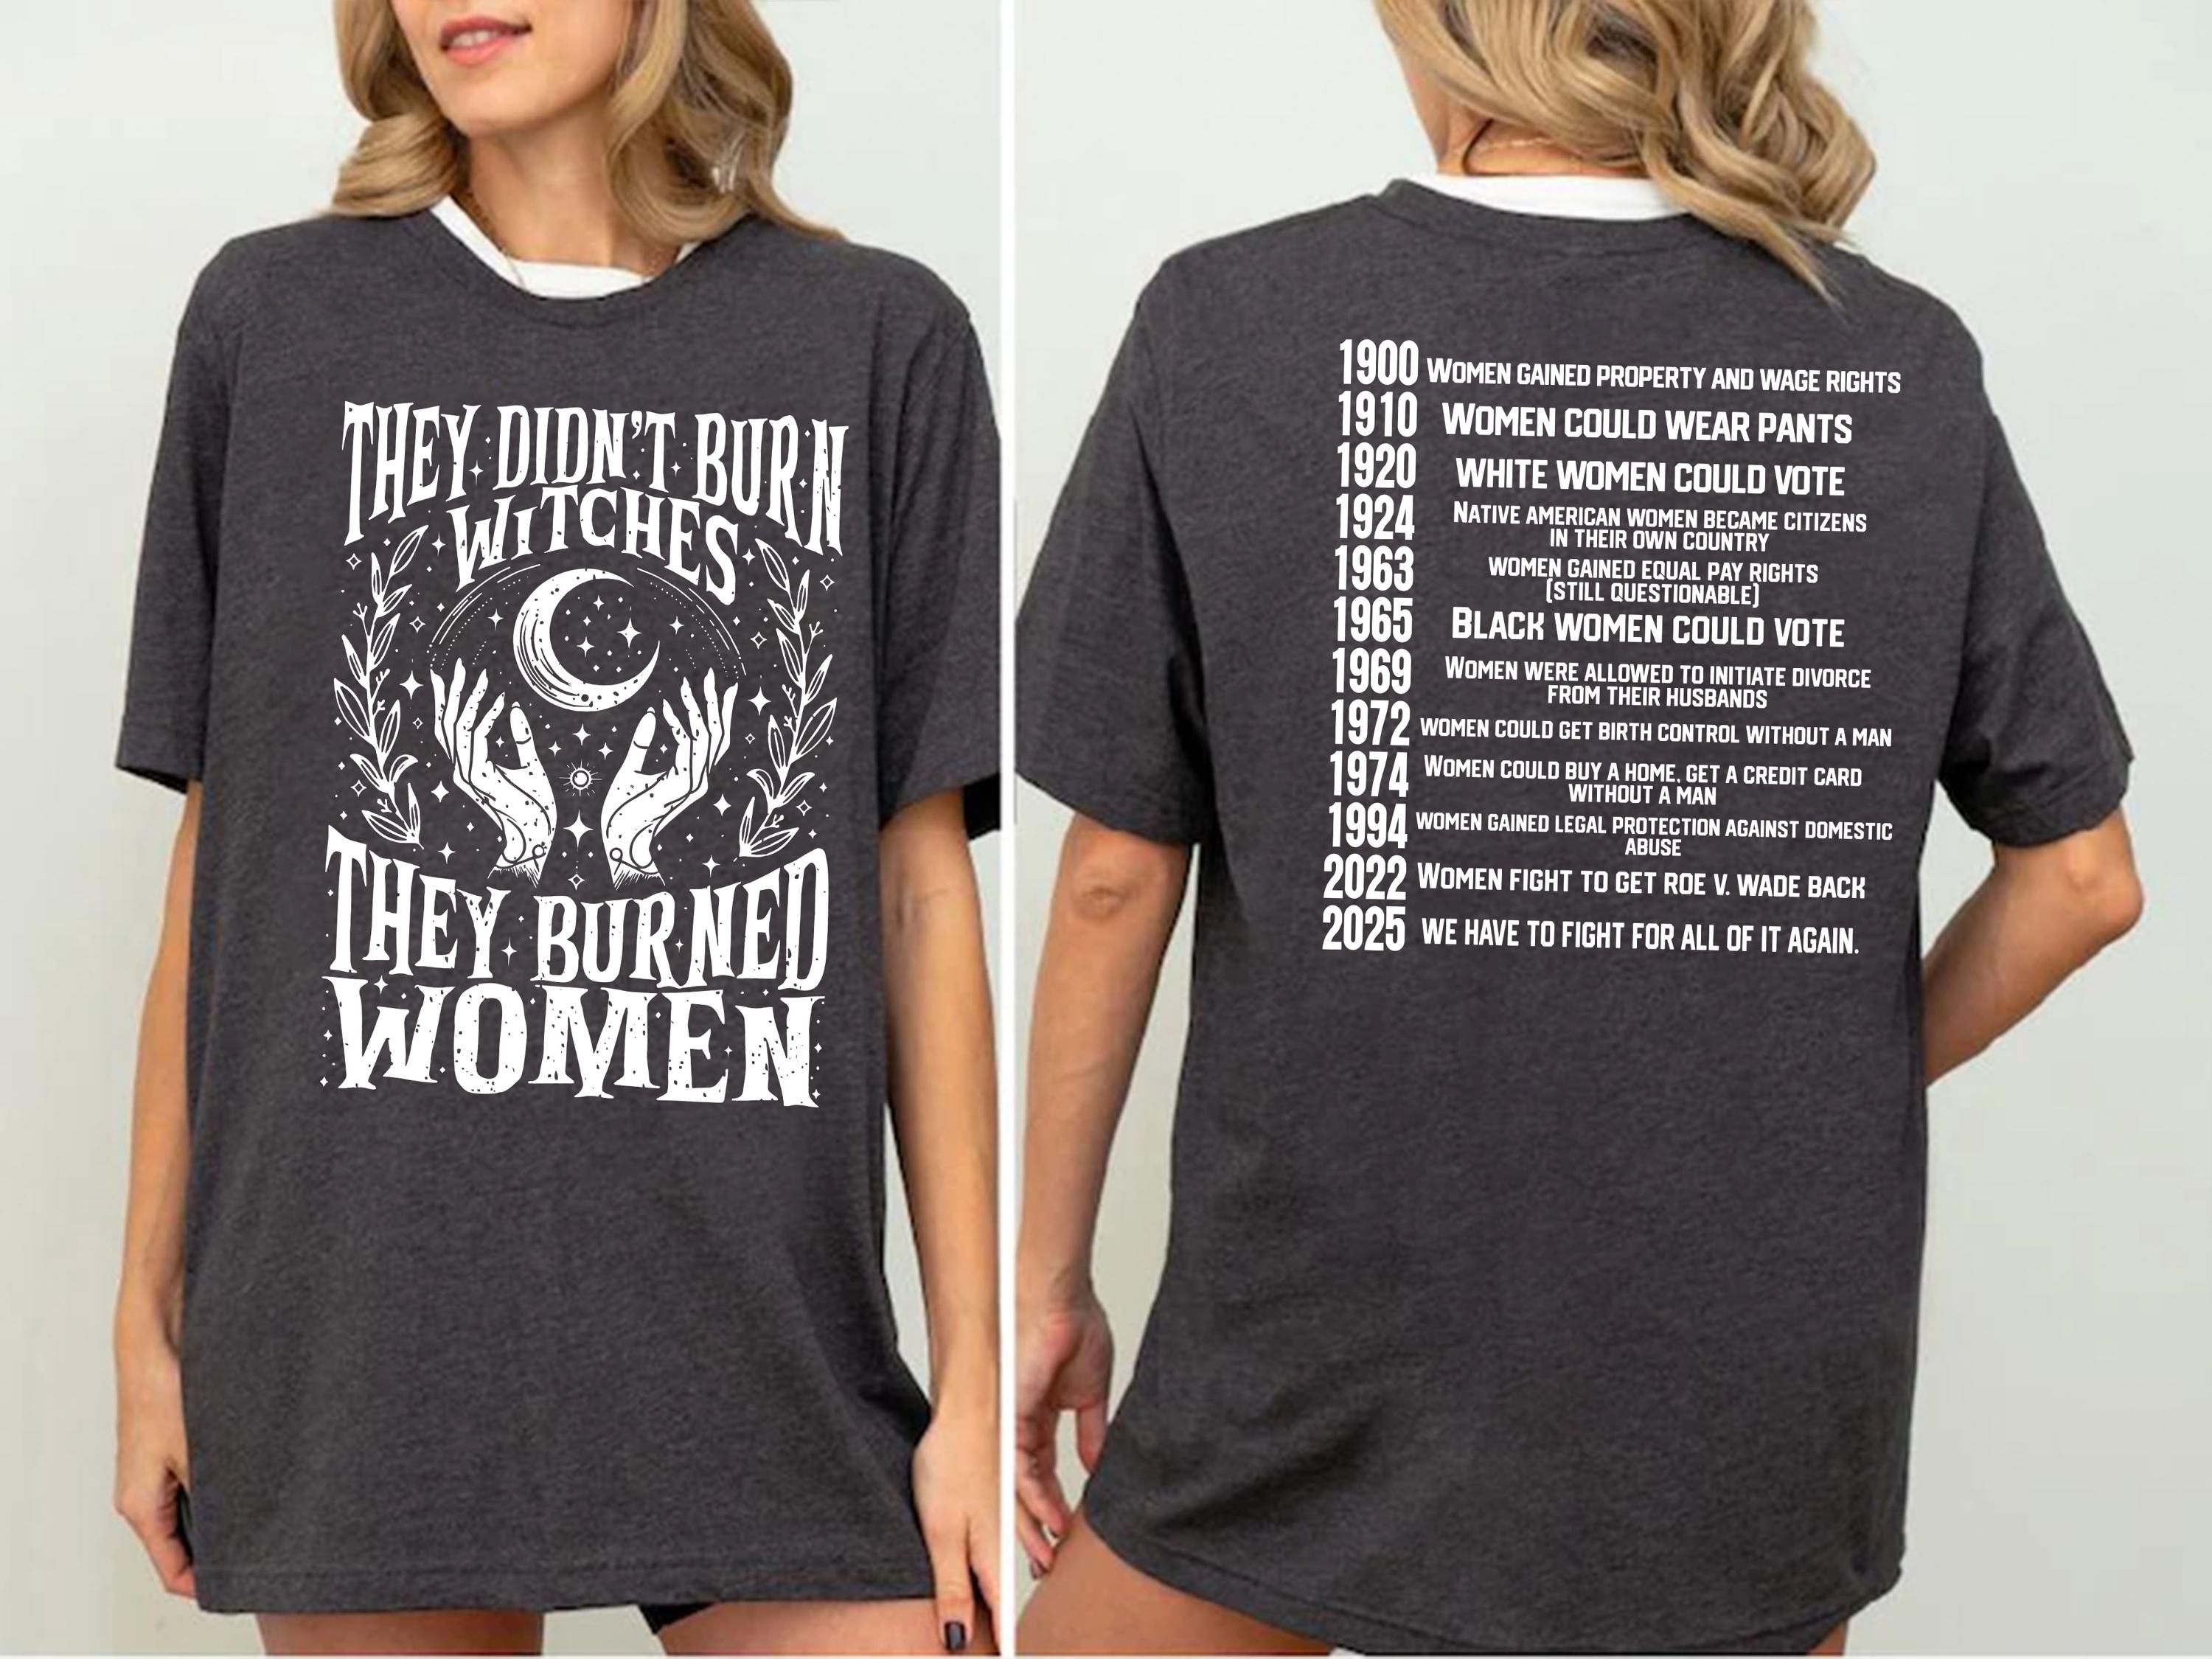 THEY DIDN'T BURN
WITCHES
THEY BURNED
WOMEN
1900 WOMEN GAINED PROPERTY AND WAGE RIGHTS
1910 WOMEN COULD WEAR PANTS
1920 WHITE WOMEN COULD VOTE
1924 NATIVE AMERICAN WOMEN BECAME CITIZENS
IN THEIR OWN COUNTRY
1963 WOMEN GAINED EQUAL PAY RIGHTS
(STILL QUESTIONABLE)
1965 BLACK WOMEN COULD VOTE
1969 WOMEN WERE ALLOWED TO INITIATE DIVORCE
FROM THEIR HUSBANDS
1972 WOMEN COULD GET BIRTH CONTROL WITHOUT A MAN
1974 WOMEN COULD BUY A HOME, GET A CREDIT CARD
WITHOUT A MAN
1994 WOMEN GAINED LEGAL PROTECTION AGAINST DOMESTIC
ABUSE
2022 WOMEN FIGHT TO GET ROE V. WADE BACK
2025 WE HAVE TO FIGHT FOR ALL OF IT AGAIN.